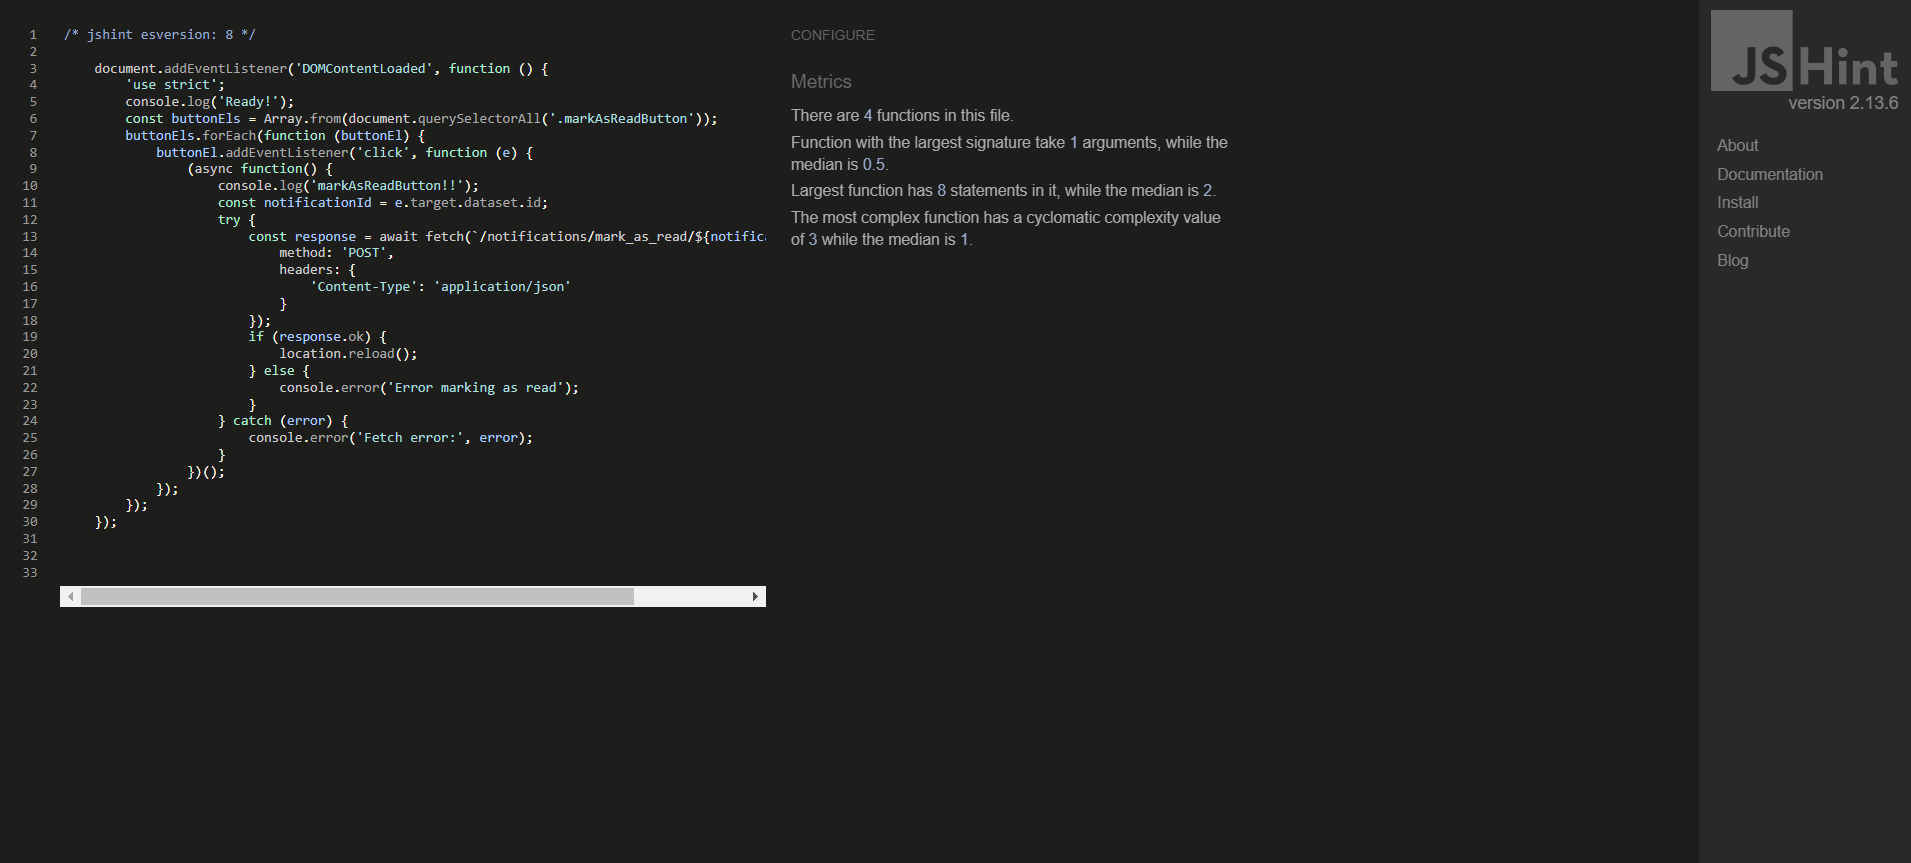 1 /* jshint esversion: 8 */
2
3 document.addEventListener('DOMContentLoaded', function () {
4 'use strict';
5 console.log('Ready!');
6 const buttonEls = Array.from(document.querySelectorAll('.markAsReadButton'));
7 buttonEls.forEach(function (buttonEl) {
8 buttonEl.addEventListener('click', function (e) {
9 (async function() {
10 console.log('markAsReadButton!!');
11 const notificationId = e.target.dataset.id;
12 try {
13 const response = await fetch(`/notifications/mark_as_read/${notifica
14 method: 'POST',
15 headers: {
16 'Content-Type': 'application/json'
17 }
18 });
19 if (response.ok) {
20 location.reload();
21 } else {
22 console.error('Error marking as read');
23 }
24 } catch (error) {
25 console.error('Fetch error:', error);
26 }
27 })();
28 });
29 });
30 });
31
32
33
CONFIGURE
Metrics
There are 4 functions in this file.
Function with the largest signature take 1 arguments, while the
median is 0.5.
Largest function has 8 statements in it, while the median is 2.
The most complex function has a cyclomatic complexity value
of 3 while the median is 1.
JSHint
version 2.13.6
About
Documentation
Install
Contribute
Blog